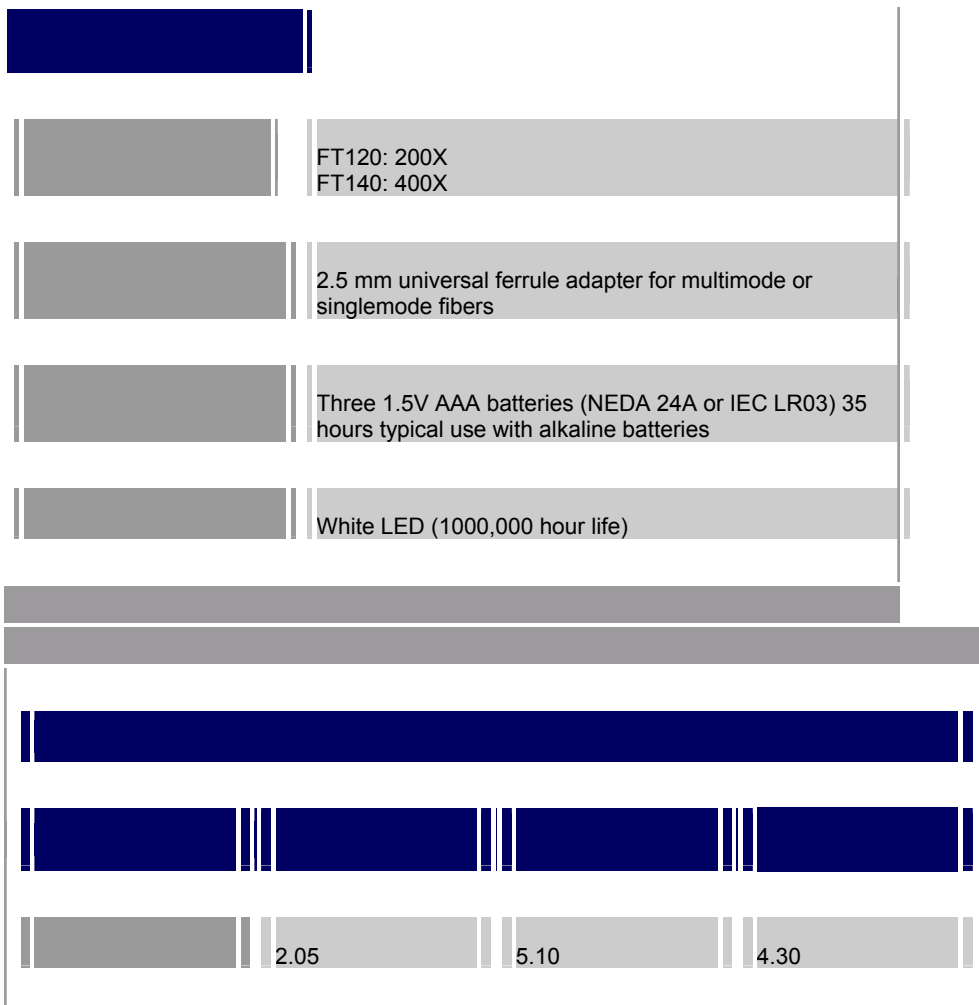 FT120: 200X
FT140: 400X
2.5 mm universal ferrule adapter for multimode or
singlemode fibers
Three 1.5V AAA batteries (NEDA 24A or IEC LR03) 35
hours typical use with alkaline batteries
White LED (1000,000 hour life)
2.05 5.10 4.30